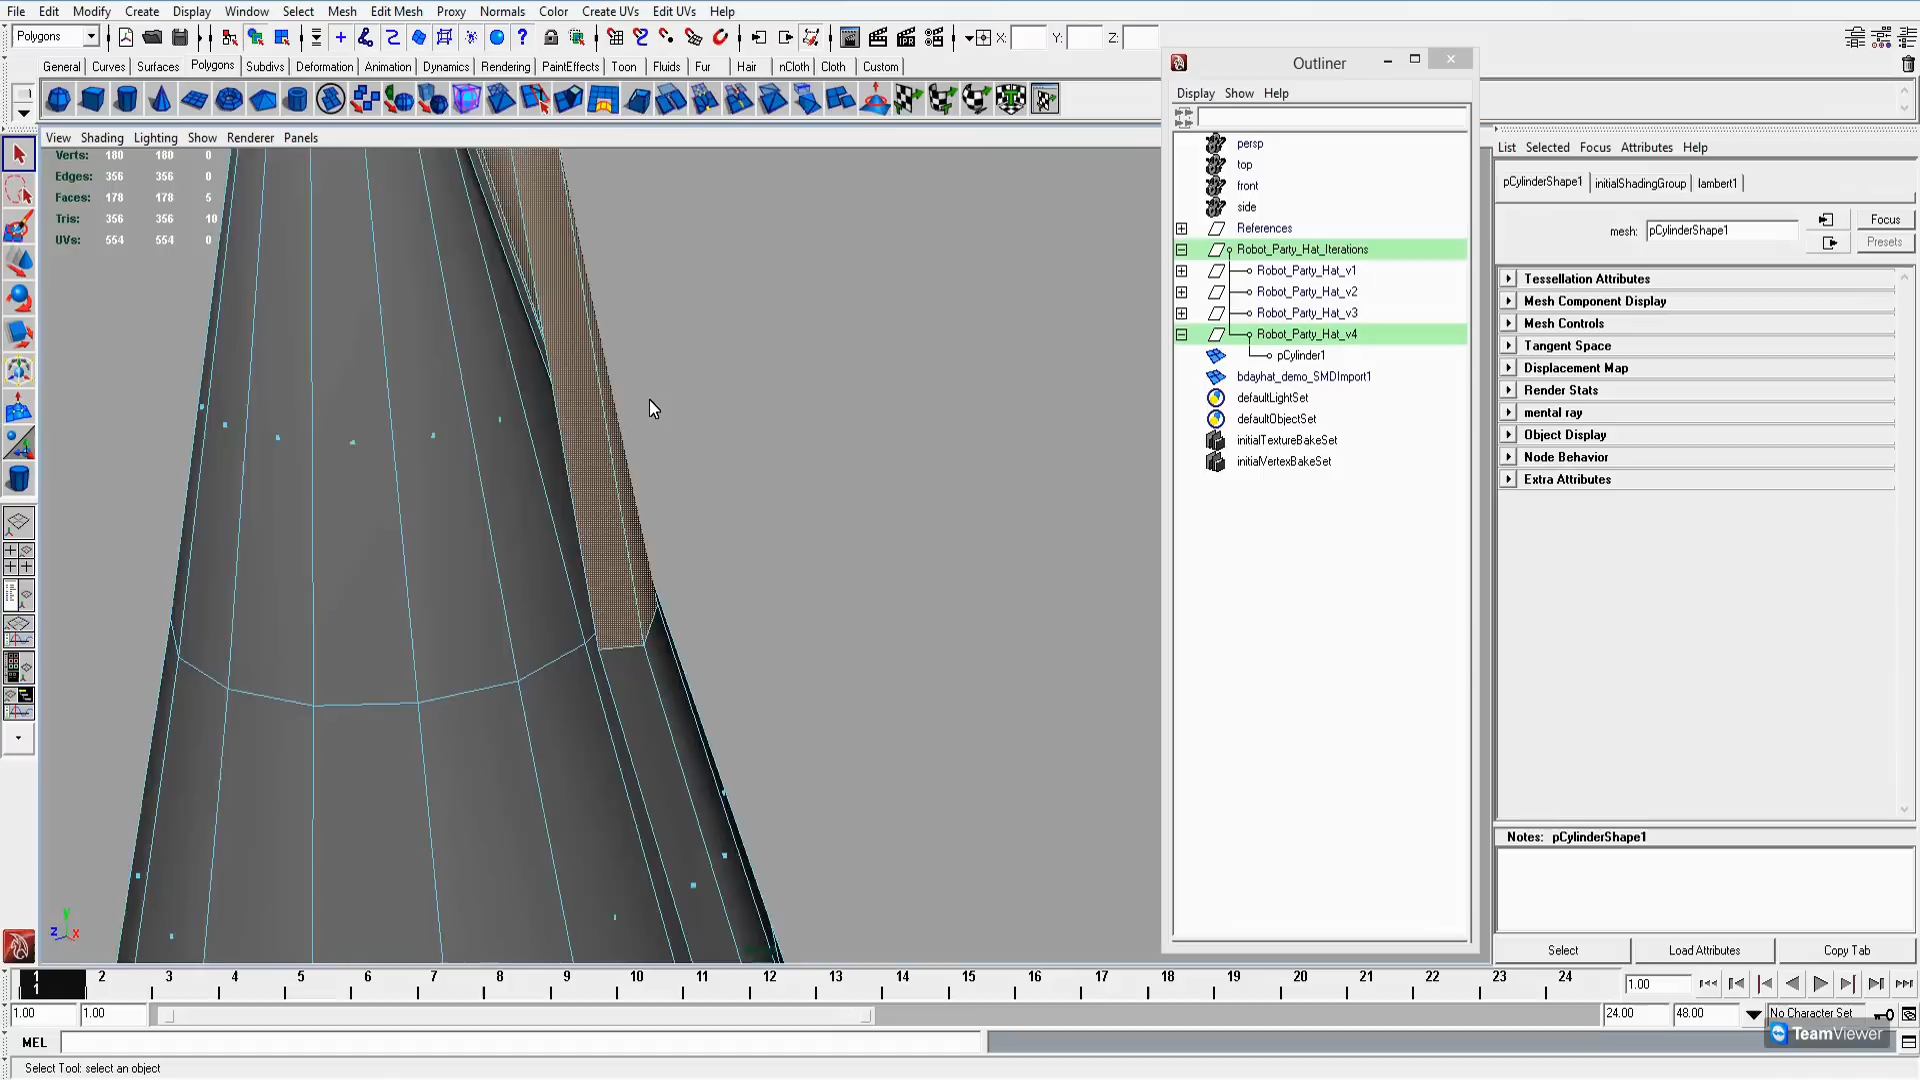 File Edit Modify Create Display Window Select Mesh Edit Mesh Proxy Normals Color Create UVs Edit UVs Help
Polygons X: Y: Z:
General Curves Surfaces Polygons Subdivs Deformation Animation Dynamics Rendering PaintEffects Toon Fluids Fur Hair nCloth Cloth Custom
View Shading Lighting Show Renderer Panels
Verts: 180 180 0
Edges: 356 356 0
Faces: 178 178 5
Tris: 356 356 10
UVs: 554 554 0
y
z x
Outliner
Display Show Help
persp
top
front
side
References
Robot_Party_Hat_Iterations
Robot_Party_Hat_v1
Robot_Party_Hat_v2
Robot_Party_Hat_v3
Robot_Party_Hat_v4
pCylinder1
bdayhat_demo_SMDImport1
defaultLightSet
defaultObjectSet
initialTextureBakeSet
initialVertexBakeSet
List Selected Focus Attributes Help
pCylinderShape1 initialShadingGroup lambert1
mesh: pCylinderShape1
Focus
Presets
Tessellation Attributes
Mesh Component Display
Mesh Controls
Tangent Space
Displacement Map
Render Stats
mental ray
Object Display
Node Behavior
Extra Attributes
Notes: pCylinderShape1
Select Load Attributes Copy Tab
1 2 3 4 5 6 7 8 9 10 11 12 13 14 15 16 17 18 19 20 21 22 23 24
1 1.00
1.00 1.00 24.00 48.00 No Character Set
MEL
TeamViewer
Select Tool: select an object